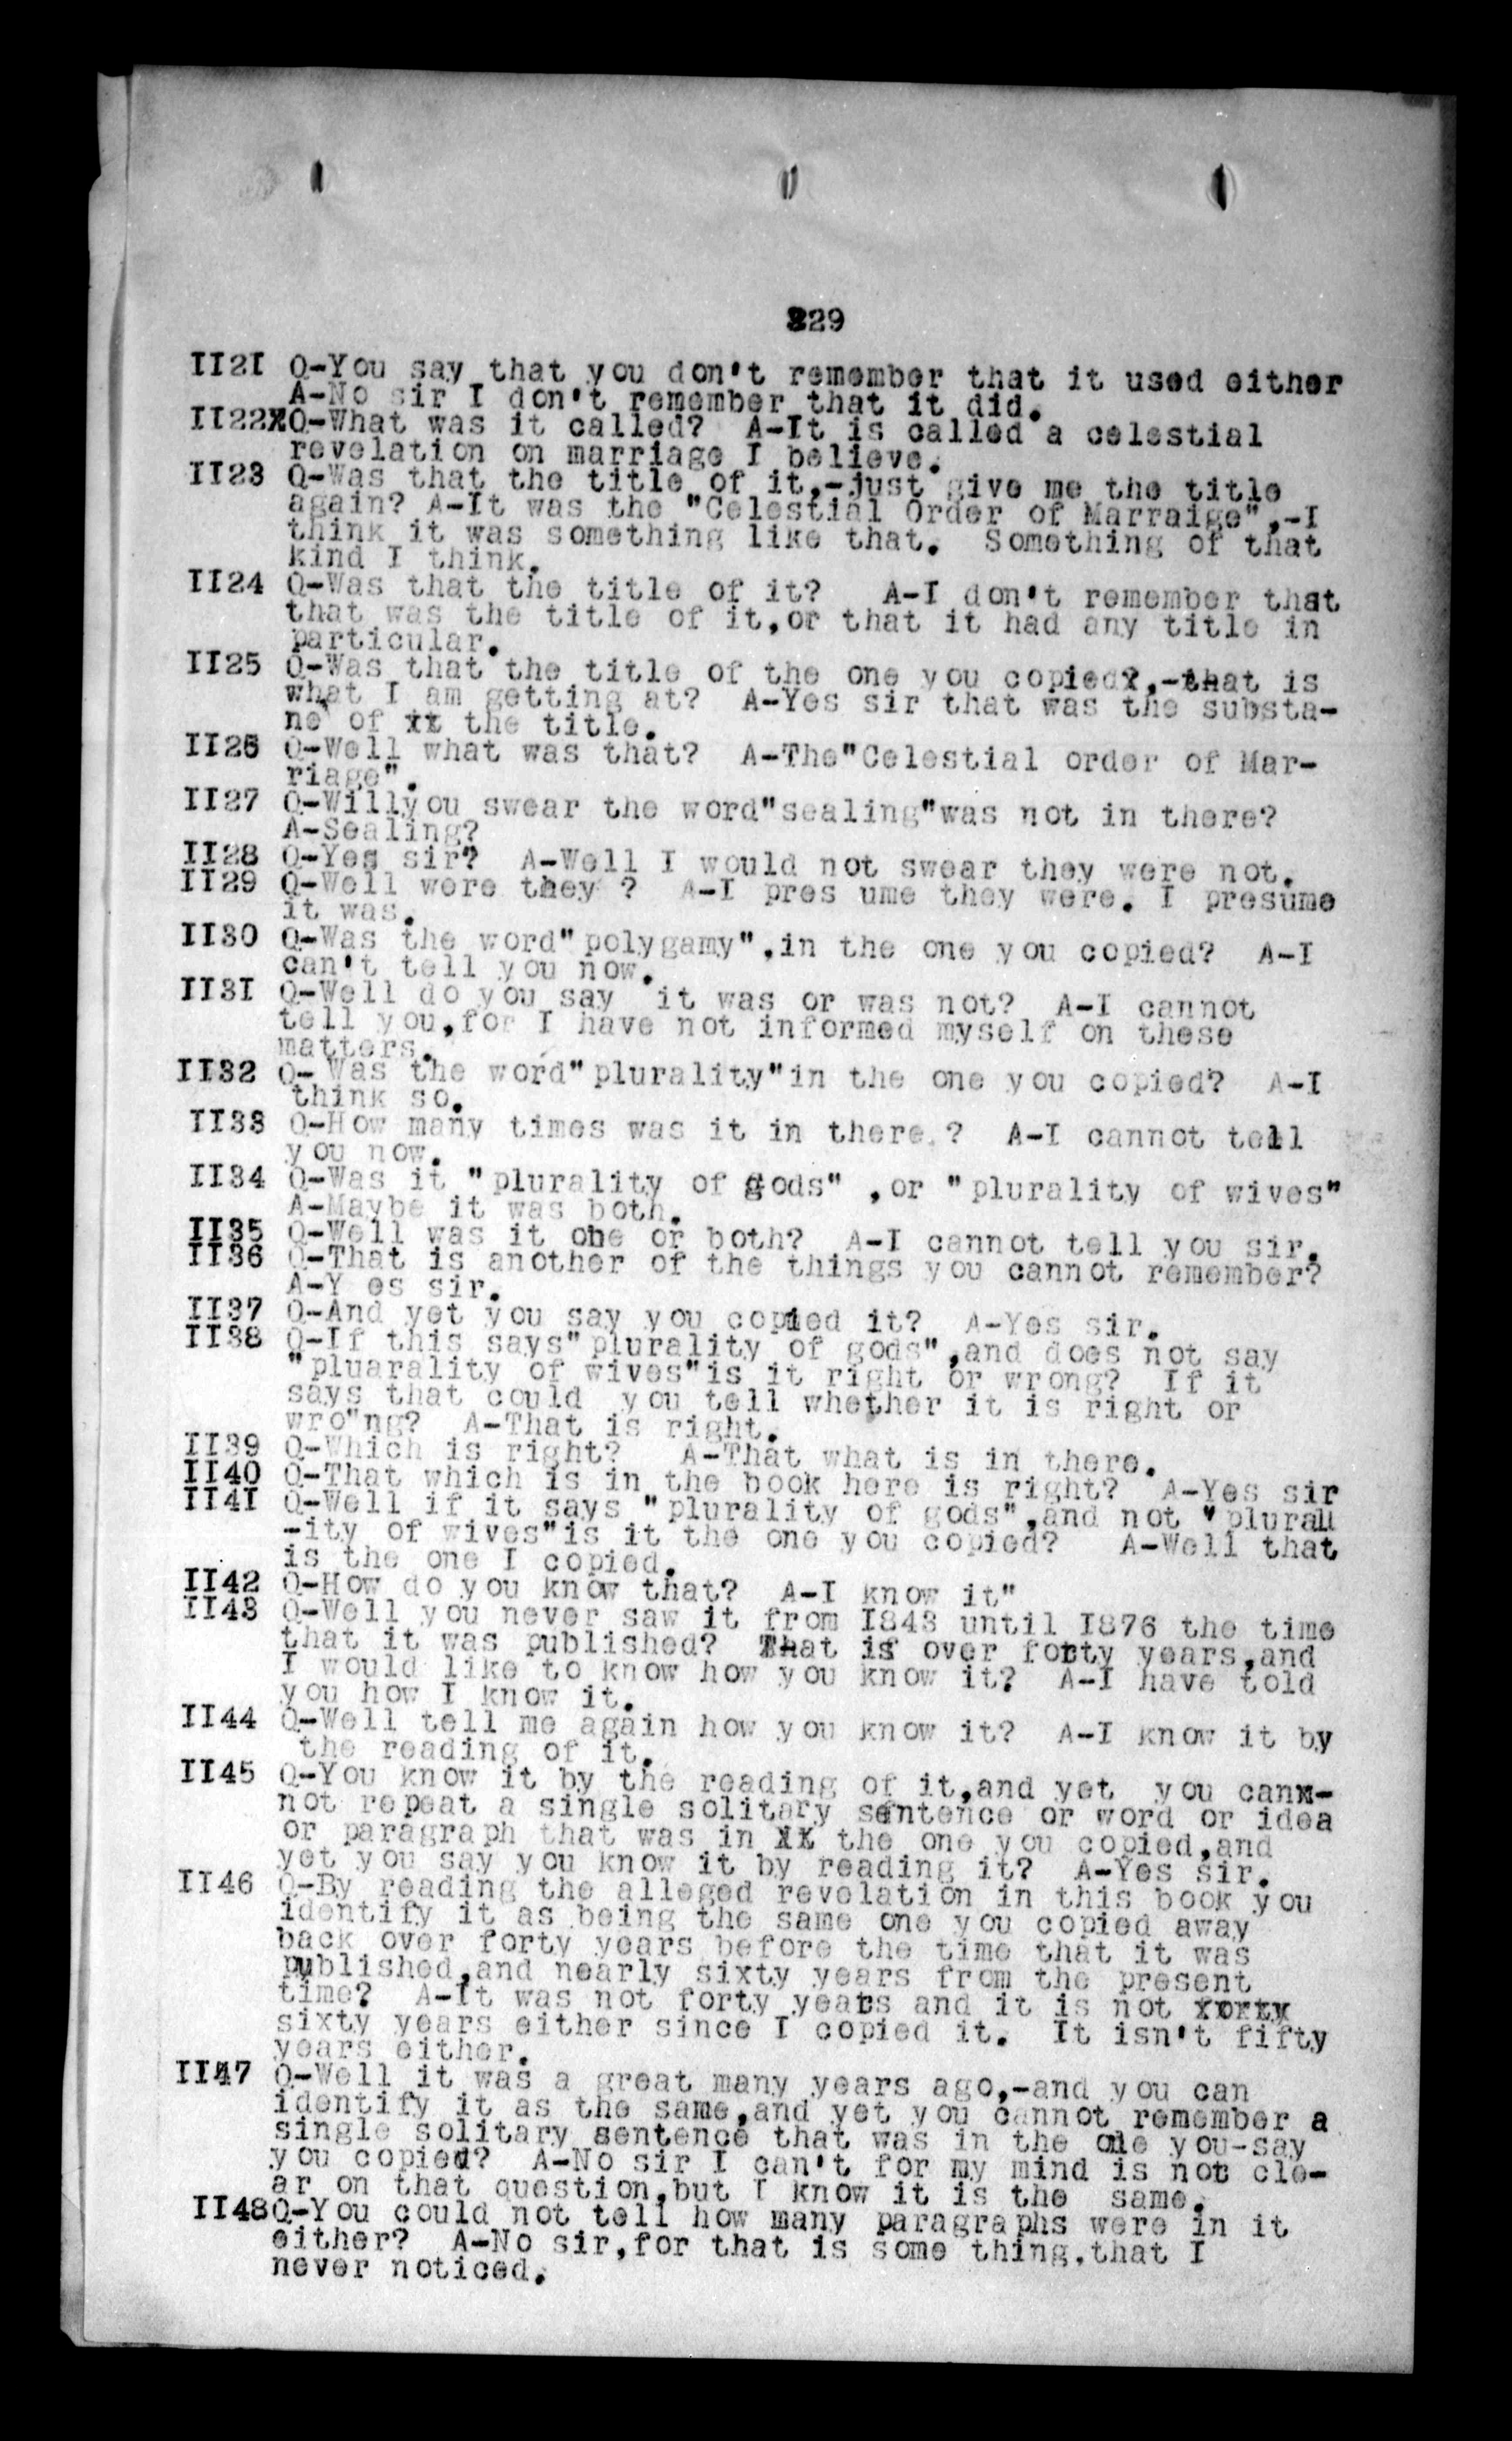 329
II2I Q-You say that you don't remember that it used either
A-No sir I don't remember that it did.
II22XQ-What was it called? A-It is called a celestial
revelation on marriage I believe.
II23 Q-Was that the title of it,-just give me the title
again? A-It was the "Celestial Order of Marraige",-I
think it was something like that. Something of that
kind I think.
II24 Q-Was that the title of it? A-I don't remember that
that was the title of it,or that it had any title in
particular.
II25 Q-Was that the title of the one you copied?,-that is
what I am getting at? A-Yes sir that was the substa-
ne of xx the title.
II26 Q-Well what was that? A-The"Celestial order of Mar-
riage".
II27 Q-Willyou swear the word"sealing"was not in there?
A-Sealing?
II28 Q-Yes sir? A-Well I would not swear they were not.
II29 Q-Well were they ? A-I pres ume they were. I presume
it was.
II30 Q-Was the word"polygamy",in the one you copied? A-I
can't tell you now.
II3I Q-Well do you say it was or was not? A-I cannot
tell you,for I have not informed myself on these
matters.
II32 Q-Was the word"plurality"in the one you copied? A-I
think so.
II33 Q-How many times was it in there.? A-I cannot tell
you now.
II34 Q-Was it "plurality of gods" ,or "plurality of wives"
A-Maybe it was both.
II35 Q-Well was it one or both? A-I cannot tell you sir.
II36 Q-That is another of the things you cannot remember?
A-Y es sir.
II37 Q-And yet you say you copied it? A-Yes sir.
II38 Q-If this says"plurality of gods",and does not say
"pluarality of wives"is it right or wrong? If it
says that could you tell whether it is right or
wro"ng? A-That is right.
II39 Q-Which is right? A-That what is in there.
II40 Q-That which is in the book here is right? A-Yes sir
II4I Q-Well if it says "plurality of gods",and not "plural
-ity of wives"is it the one you copied? A-Well that
is the one I copied.
II42 Q-How do you know that? A-I know it"
II43 Q-Well you never saw it from I843 until I876 the time
that it was published? That is over forty years,and
I would like to know how you know it? A-I have told
you how I know it.
II44 Q-Well tell me again how you know it? A-I know it by
the reading of it.
II45 Q-You know it by the reading of it,and yet you canx-
not repeat a single solitary sentence or word or idea
or paragraph that was in xx the one you copied,and
yet you say you know it by reading it? A-Yes sir.
II46 Q-By reading the alleged revelation in this book you
identify it as being the same one you copied away
back over forty years before the time that it was
published,and nearly sixty years from the present
time? A-It was not forty years and it is not forty
sixty years either since I copied it. It isn't fifty
years either.
II47 Q-Well it was a great many years ago,-and you can
identify it as the same,and yet you cannot remember a
single solitary sentence that was in the one you-say
you copied? A-No sir I can't for my mind is not cle-
ar on that question,but I know it is the same.
II48Q-You could not tell how many paragraphs were in it
either? A-No sir,for that is some thing.that I
never noticed.